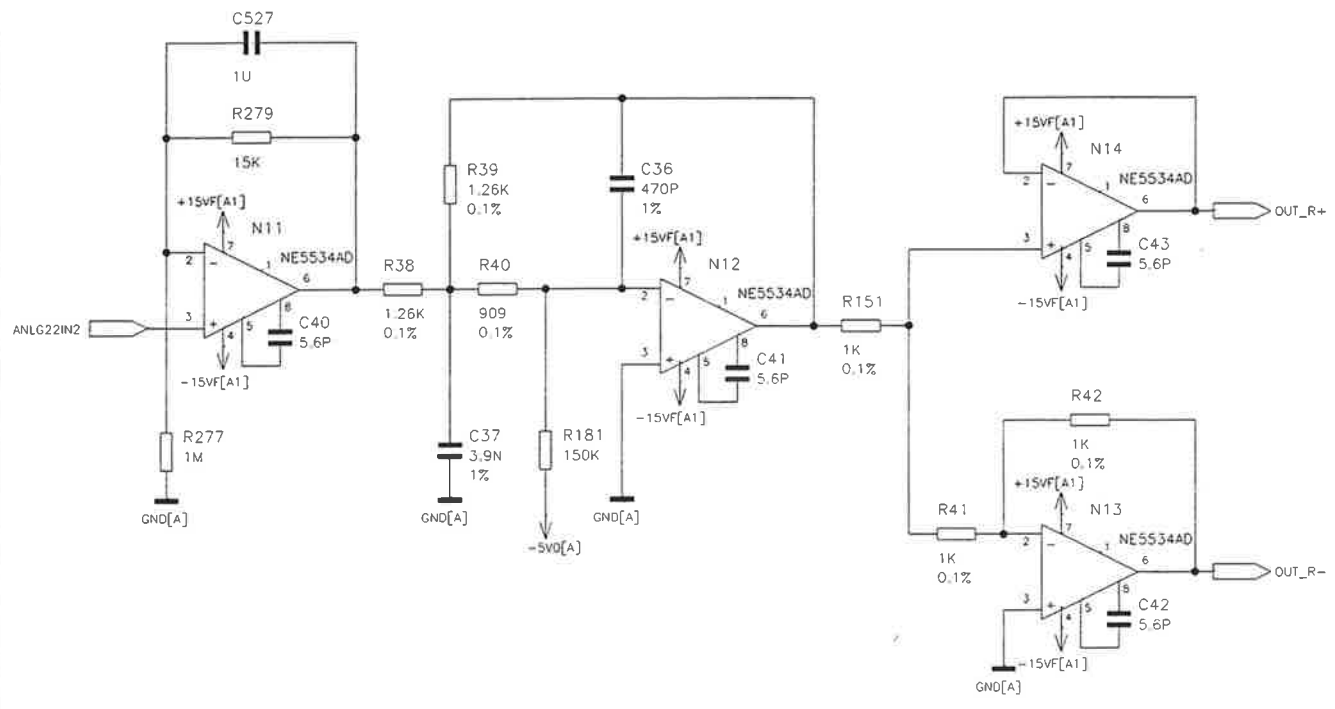 C527
1U
R279
15K
+15VF[A1]
N11
7
2
−
1
NE5534AD
6
ANLG22IN2
3
+
5
8
4
C40
5.6P
-15VF[A1]
R277
1M
GND[A]
R39
1.26K
0.1%
C36
470P
1%
R38
1.26K
0.1%
R40
909
0.1%
+15VF[A1]
N12
7
2
−
1
NE5534AD
6
3
+
5
8
4
C41
5.6P
-15VF[A1]
C37
3.9N
1%
GND[A]
R181
150K
-5V0[A]
GND[A]
R151
1K
0.1%
+15VF[A1]
N14
7
2
−
1
NE5534AD
6
OUT_R+
3
+
5
8
4
C43
5.6P
-15VF[A1]
R42
1K
0.1%
R41
1K
0.1%
+15VF[A1]
N13
7
2
−
1
NE5534AD
6
OUT_R-
3
+
5
8
4
C42
5.6P
-15VF[A1]
GND[A]